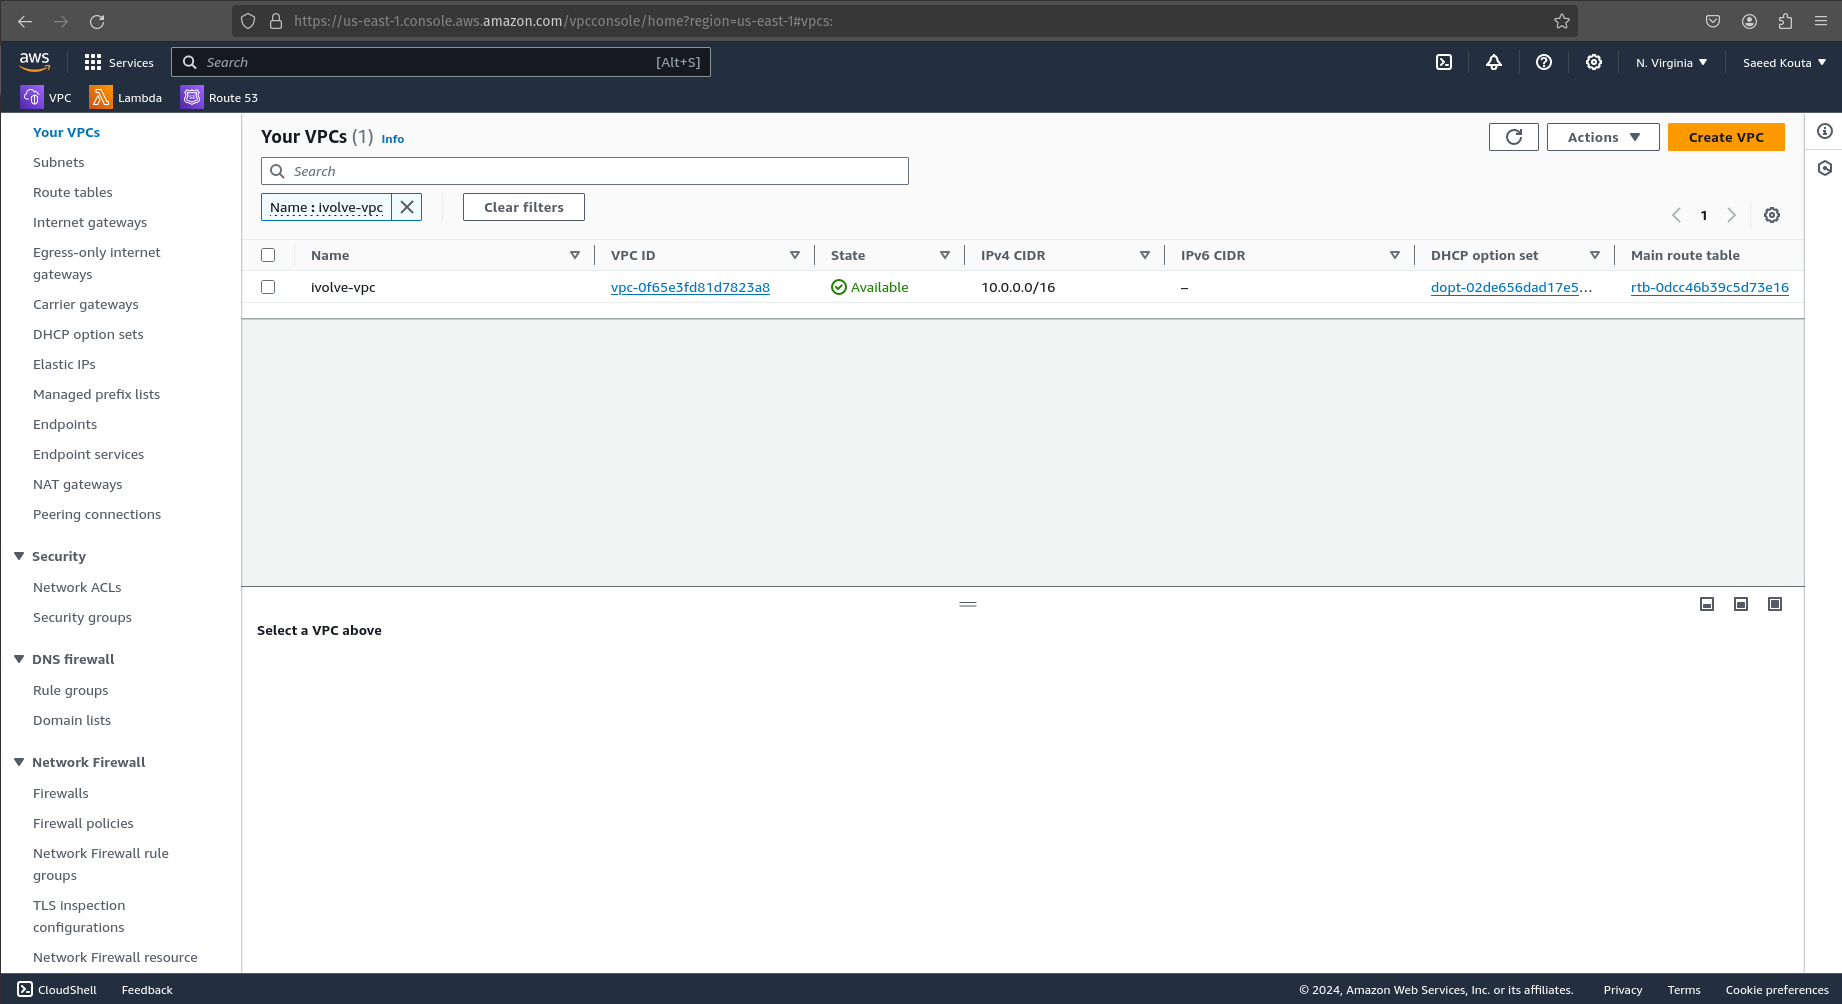 https://us-east-1.console.aws.amazon.com/vpcconsole/home?region=us-east-1#vpcs:
aws Services Search [Alt+S] N. Virginia Saeed Kouta
VPC Lambda Route 53
Your VPCs
Subnets
Route tables
Internet gateways
Egress-only internet
gateways
Carrier gateways
DHCP option sets
Elastic IPs
Managed prefix lists
Endpoints
Endpoint services
NAT gateways
Peering connections
Security
Network ACLs
Security groups
DNS firewall
Rule groups
Domain lists
Network Firewall
Firewalls
Firewall policies
Network Firewall rule
groups
TLS inspection
configurations
Network Firewall resource
Your VPCs (1) Info Actions Create VPC
Search
Name : ivolve-vpc Clear filters
1
Name VPC ID State IPv4 CIDR IPv6 CIDR DHCP option set Main route table
ivolve-vpc vpc-0f65e3fd81d7823a8 Available 10.0.0.0/16 – dopt-02de656dad17e5... rtb-0dcc46b39c5d73e16
Select a VPC above
CloudShell Feedback © 2024, Amazon Web Services, Inc. or its affiliates. Privacy Terms Cookie preferences